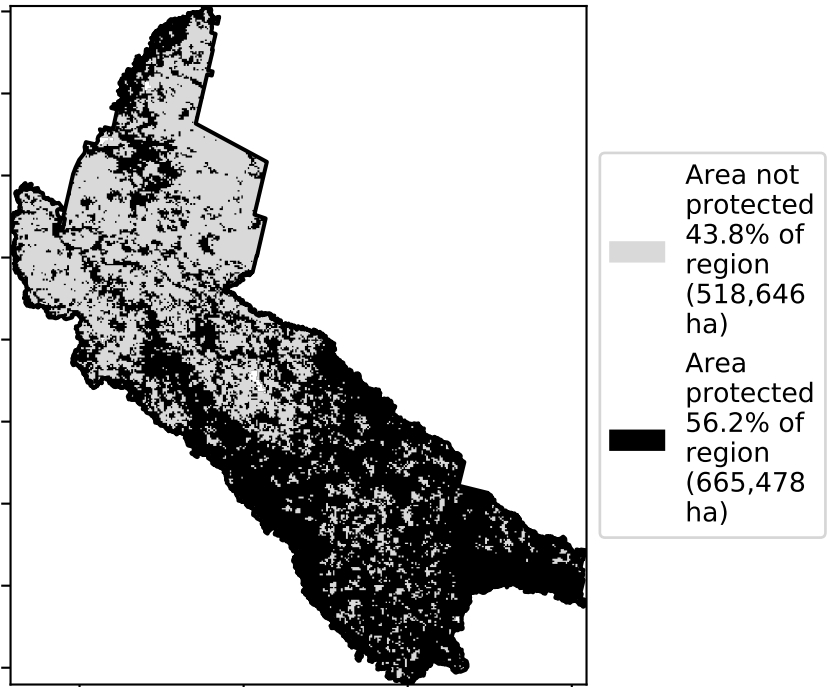 Area not
protected
43.8% of
region
(518,646
ha)
Area
protected
56.2% of
region
(665,478
ha)